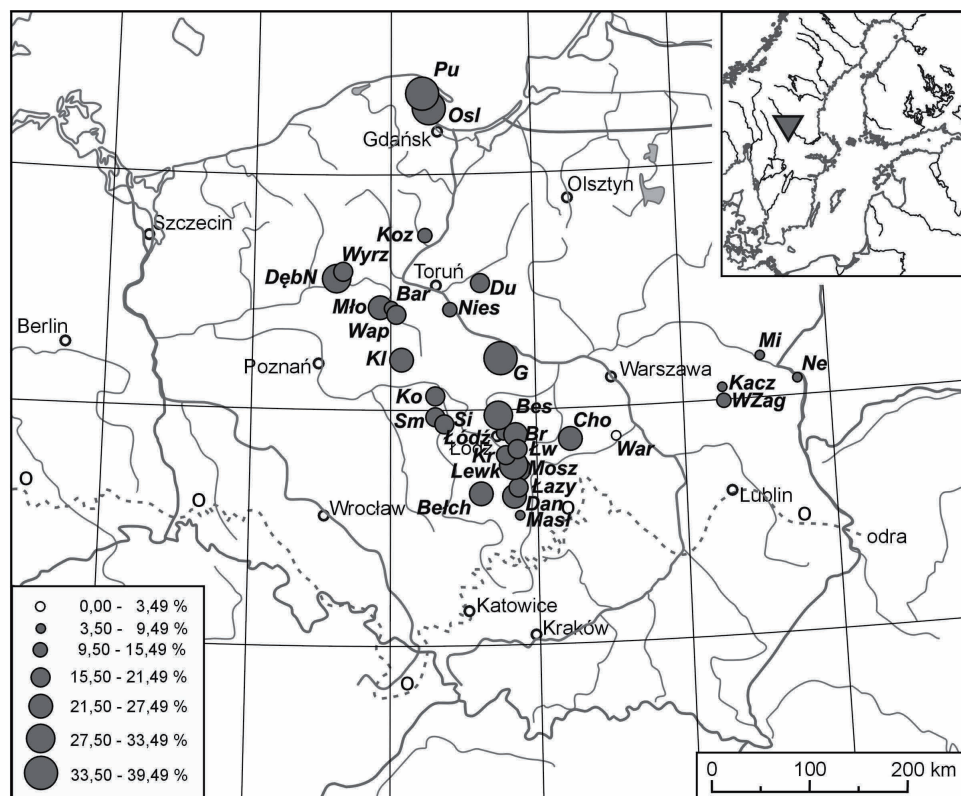 Pu
Osl
Gdańsk
Olsztyn
Szczecin
Koz
Wyrz
DębN
Toruń
Du
Bar
Mło
Nies
Wap
Berlin
Mi
Kl
Poznań
G
Warszawa
Ne
Kacz
WZag
Ko
Bes
Sm
Si
Cho
Łódź
Br
War
Łódź
Kr
Łw
Lewk
Mosz
Łazy
Bełch
Dan
Masł
Lublin
O
O
O
Wrocław
odra
Katowice
Kraków
O
0,00 - 3,49 %
3,50 - 9,49 %
9,50 - 15,49 %
15,50 - 21,49 %
21,50 - 27,49 %
27,50 - 33,49 %
33,50 - 39,49 %
0 100 200 km